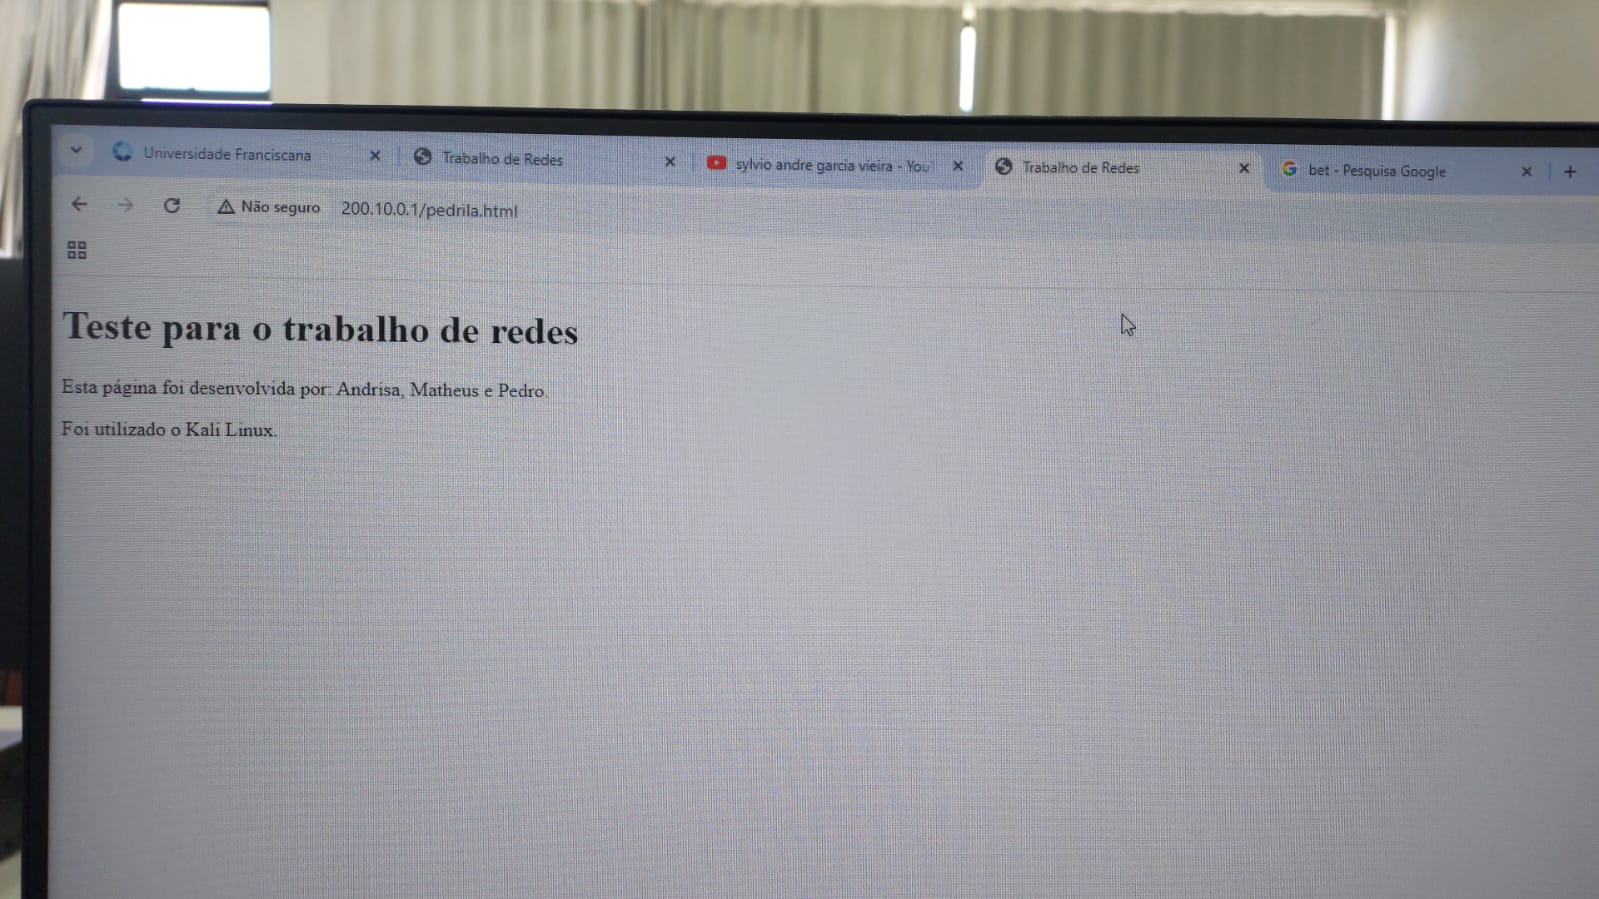 Universidade Franciscana
Trabalho de Redes
sylvio andre garcia vieira - You
Trabalho de Redes
bet - Pesquisa Google
Não seguro 200.10.0.1/pedrila.html
Teste para o trabalho de redes
Esta página foi desenvolvida por: Andrisa, Matheus e Pedro.
Foi utilizado o Kali Linux.